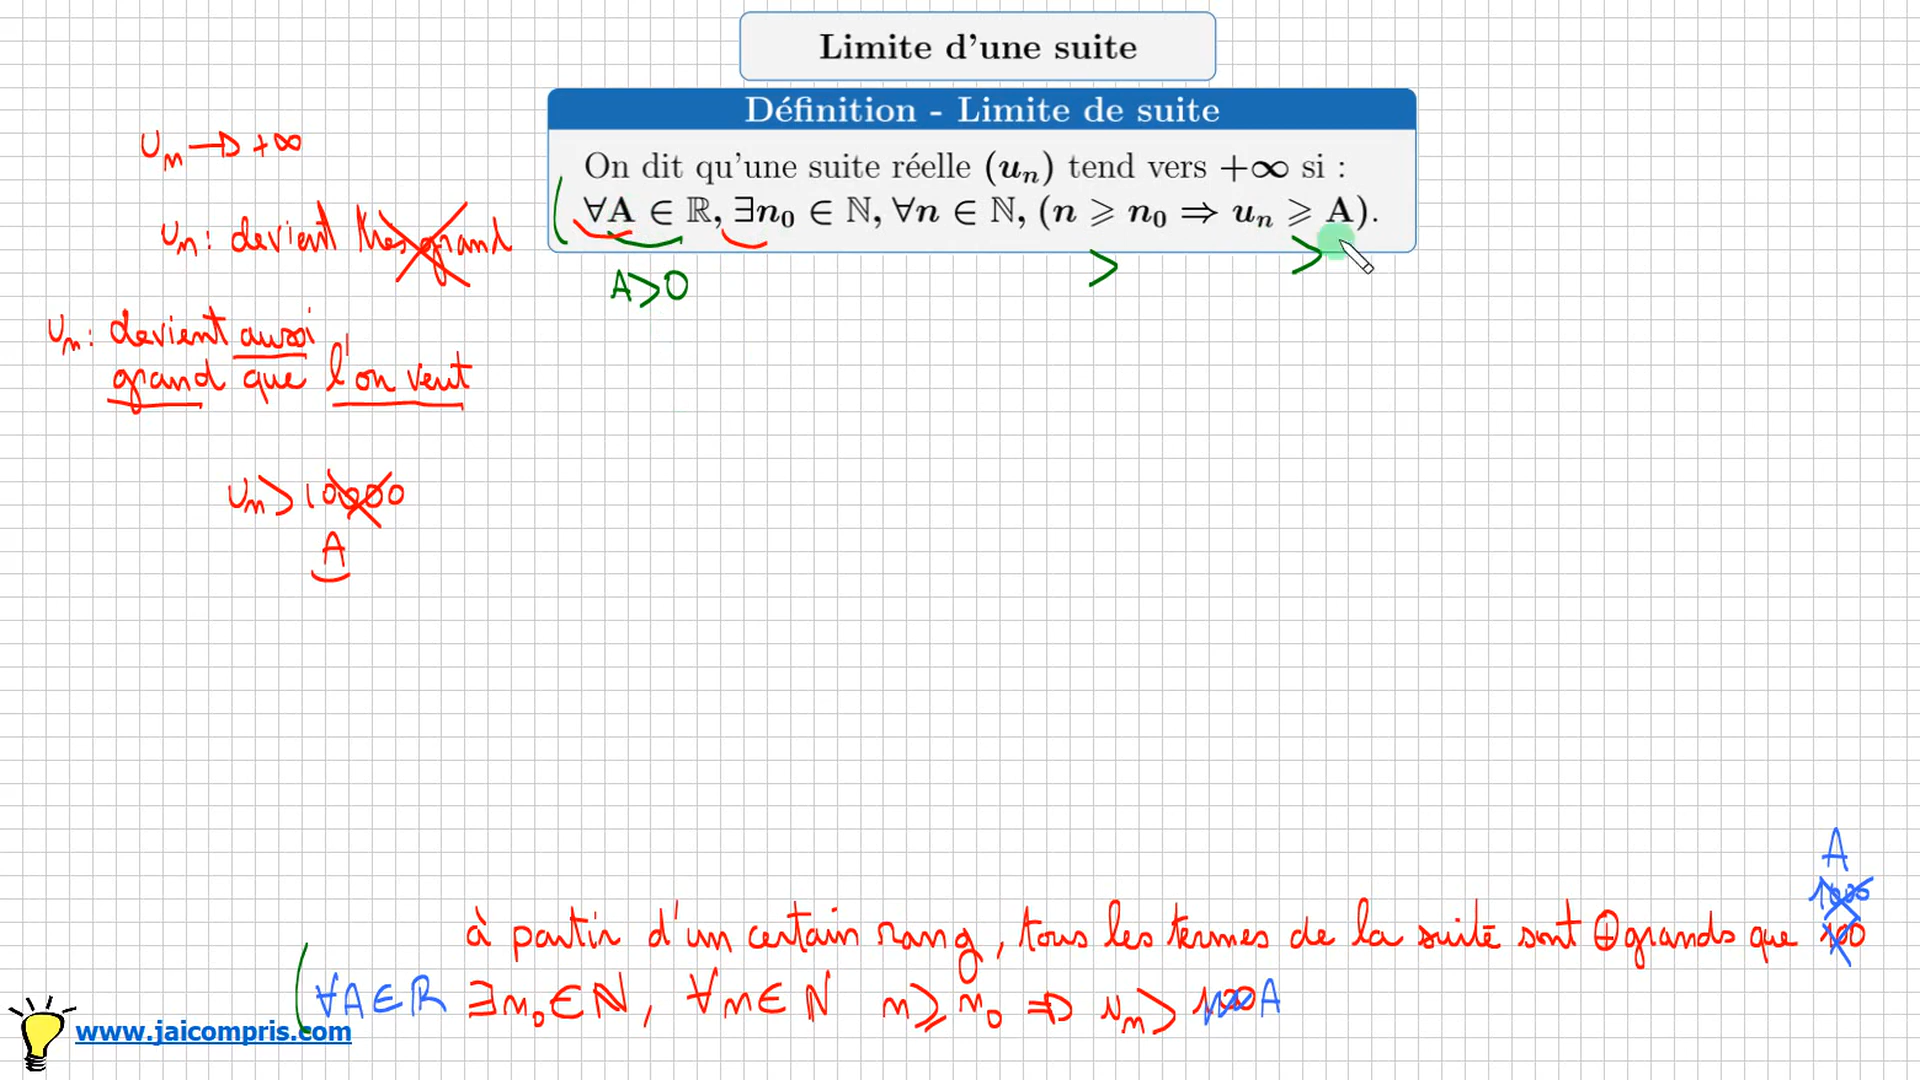 Limite d'une suite
Définition - Limite de suite
On dit qu'une suite réelle (uₙ) tend vers +∞ si :
∀A ∈ ℝ, ∃n₀ ∈ ℕ, ∀n ∈ ℕ, (n ⩾ n₀ ⇒ uₙ ⩾ A).
> >
A>0
Uₙ → +∞
Uₙ : devient très grand
Uₙ : devient aussi
grand que l'on veut
Uₙ > 10000
A
A
1000
à partir d'un certain rang, tous les termes de la suite sont ⊕ grands que 100
∀A∈ℝ ∃n₀∈ℕ, ∀n∈ℕ n⩾n₀ ⇒ uₙ > 100 A
www.jaicompris.com